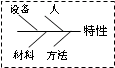 设备 人
特性
材料 方法